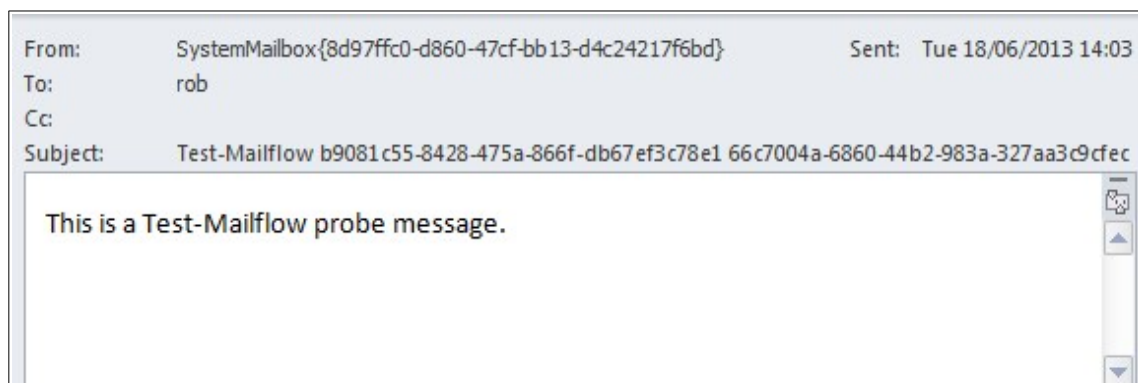 From: SystemMailbox{8d97ffc0-d860-47cf-bb13-d4c24217f6bd} Sent: Tue 18/06/2013 14:03
To: rob
Cc:
Subject: Test-Mailflow b9081c55-8428-475a-866f-db67ef3c78e1 66c7004a-6860-44b2-983a-327aa3c9cfec
This is a Test-Mailflow probe message.